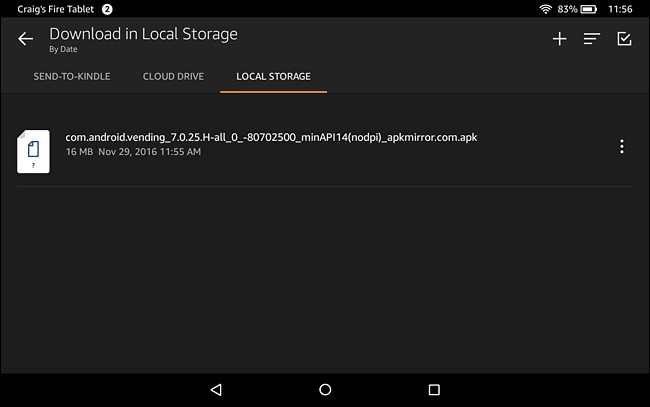 Craig's Fire Tablet 2 83% 11:56
Download in Local Storage
By Date
SEND-TO-KINDLE CLOUD DRIVE LOCAL STORAGE
com.android.vending_7.0.25.H-all_0_-80702500_minAPI14(nodpi)_apkmirror.com.apk
?
16 MB Nov 29, 2016 11:55 AM